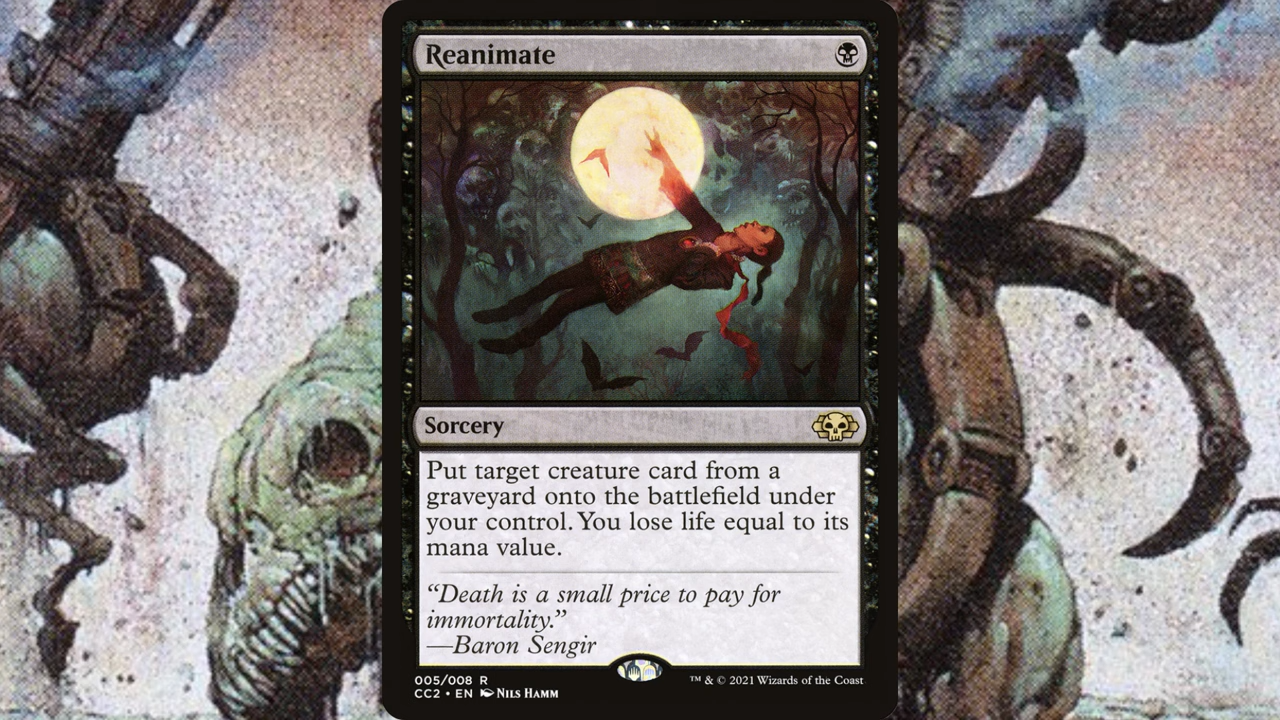 Reanimate
Sorcery
Put target creature card from a
graveyard onto the battlefield under
your control. You lose life equal to its
mana value.
“Death is a small price to pay for
immortality.”
—Baron Sengir
005/008 R
CC2 • EN Nils Hamm
™ & © 2021 Wizards of the Coast